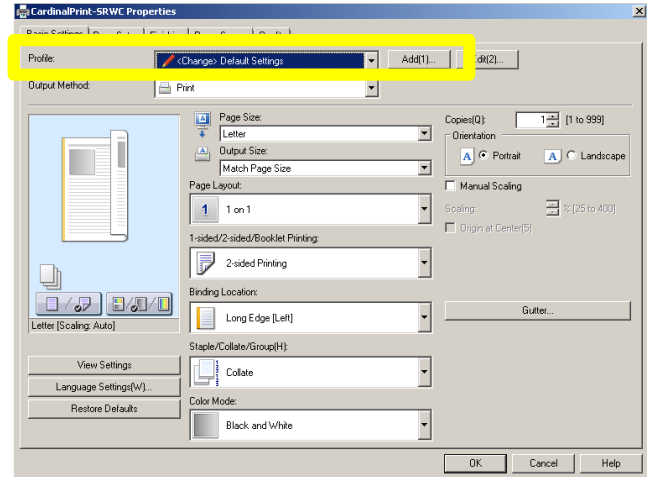 CardinalPrint-SRWC Properties
Profile:
<Change> Default Settings
Add(1)...
Output Method:
Print
Page Size:
Letter
Output Size:
Match Page Size
Page Layout:
1 on 1
1-sided/2-sided/Booklet Printing:
2-sided Printing
Binding Location:
Long Edge [Left]
Staple/Collate/Group(H):
Collate
Color Mode:
Black and White
Copies(Q):
1
[1 to 999]
Orientation
Portrait
Landscape
Manual Scaling
Scaling:
% [25 to 400]
Origin at Center(5)
Gutter...
Letter [Scaling: Auto]
View Settings
Language Settings(W)...
Restore Defaults
OK
Cancel
Help